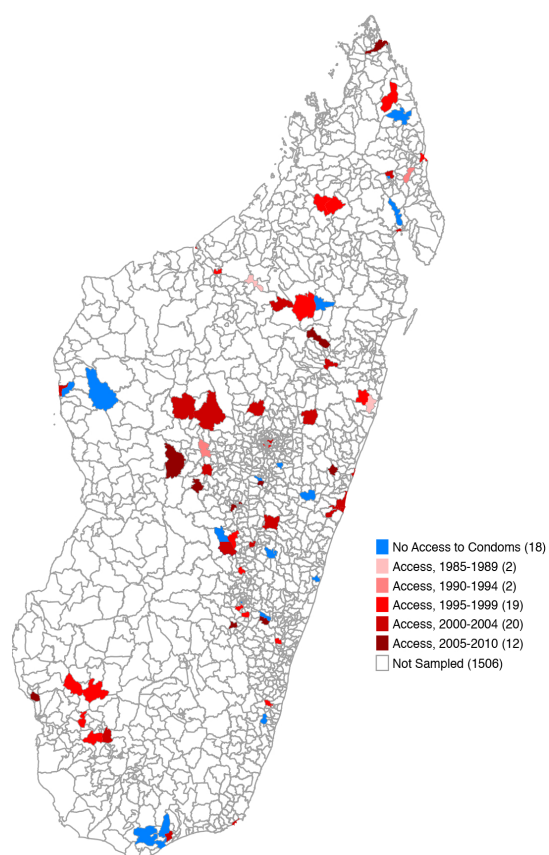 No Access to Condoms (18)
Access, 1985-1989 (2)
Access, 1990-1994 (2)
Access, 1995-1999 (19)
Access, 2000-2004 (20)
Access, 2005-2010 (12)
Not Sampled (1506)